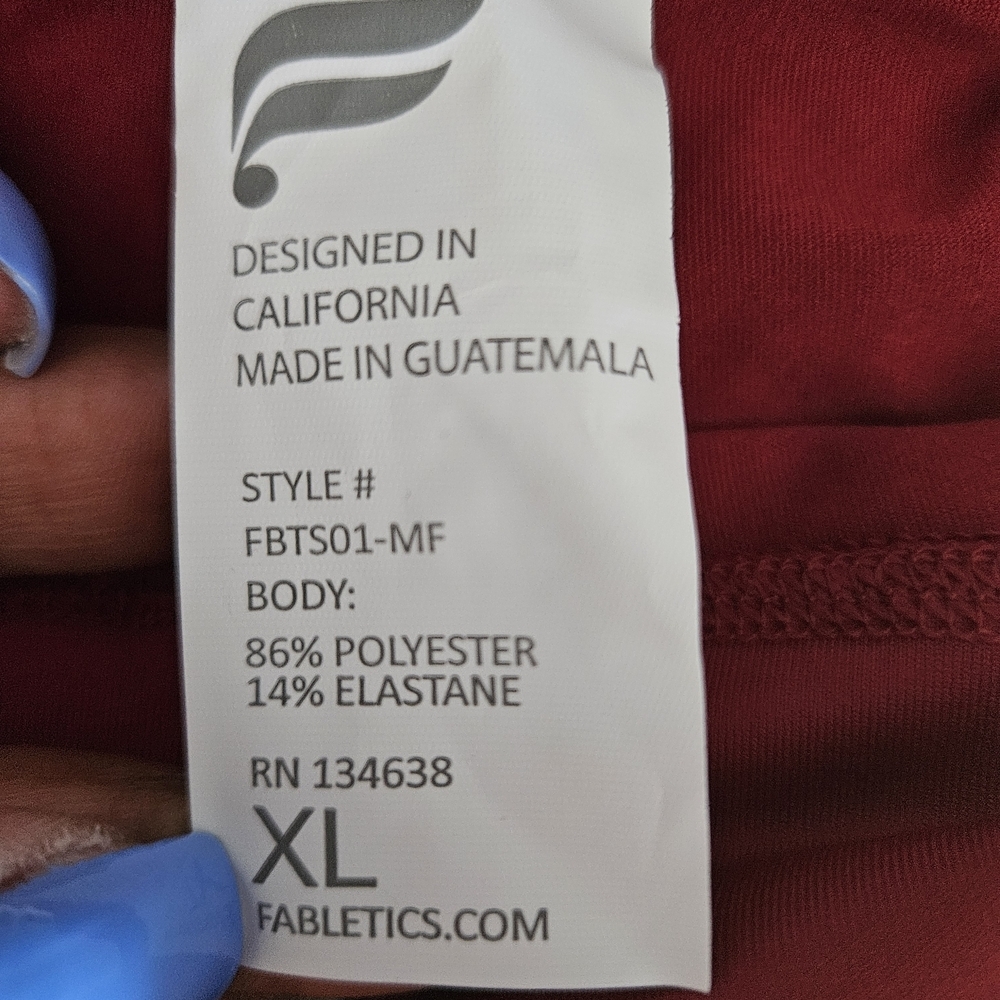 DESIGNED IN
CALIFORNIA
MADE IN GUATEMALA
STYLE #
FBTS01-MF
BODY:
86% POLYESTER
14% ELASTANE
RN 134638
XL
FABLETICS.COM